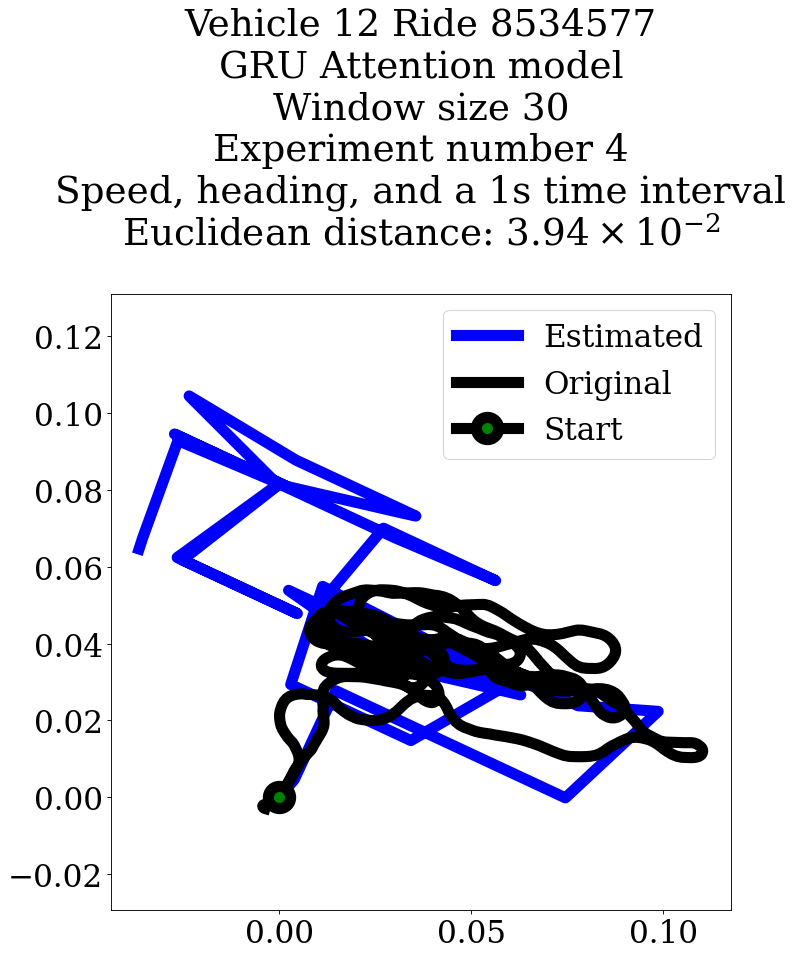 Vehicle 12 Ride 8534577
GRU Attention model
Window size 30
Experiment number 4
Speed, heading, and a 1s time interval
Euclidean distance: 3.94 × 10⁻²
Estimated
Original
Start
0.12
0.10
0.08
0.06
0.04
0.02
0.00
−0.02
0.00 0.05 0.10